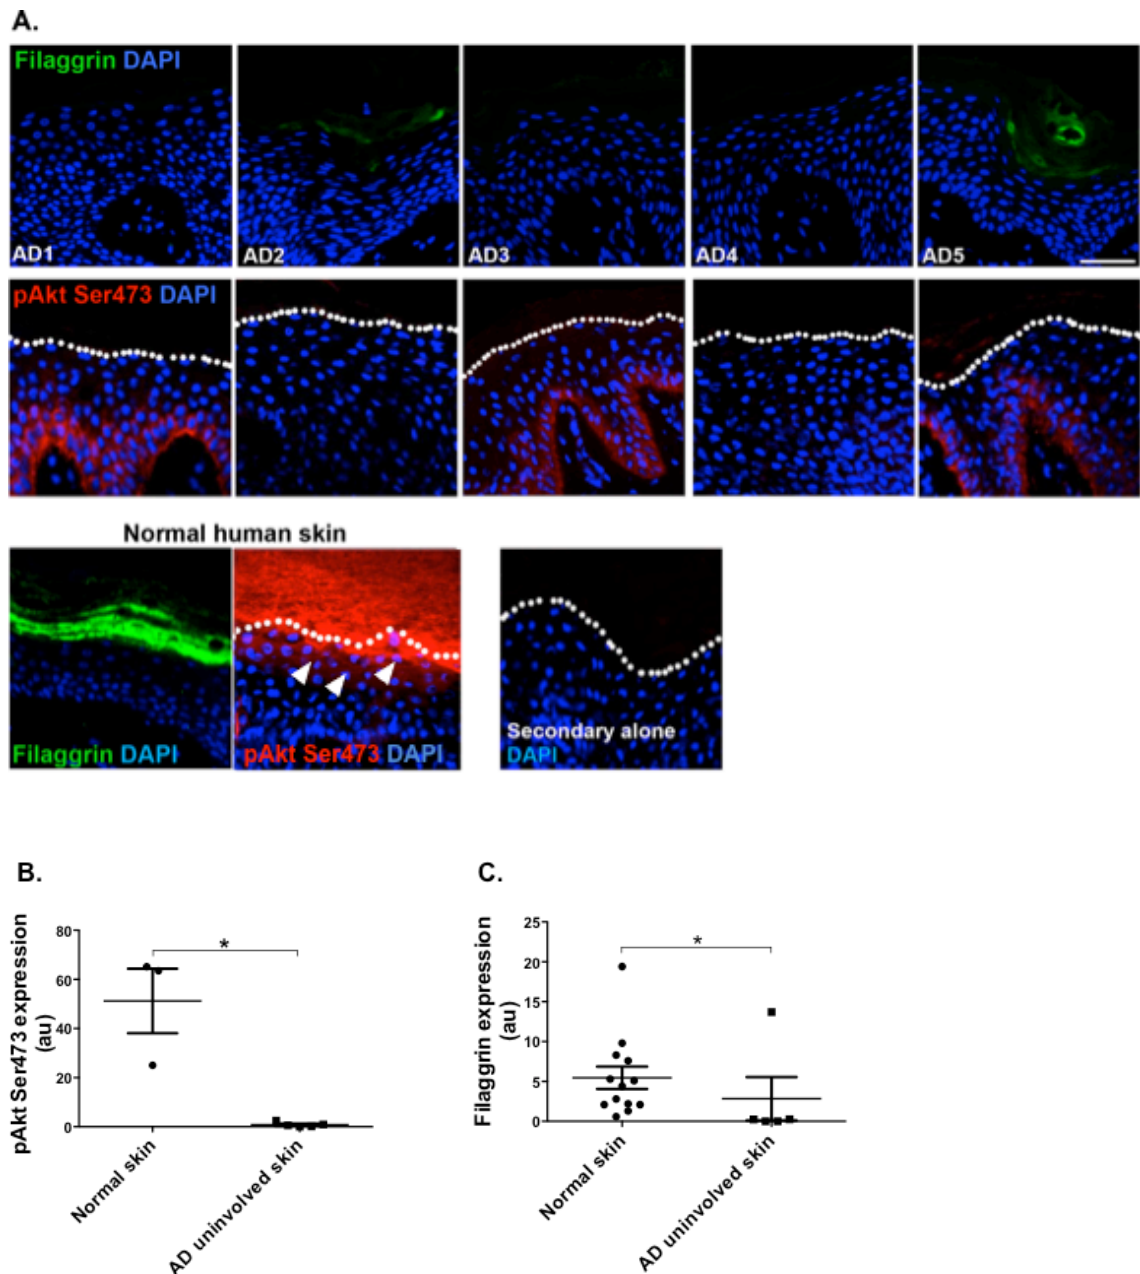 A.
Filaggrin DAPI
AD1
AD2
AD3
AD4
AD5
pAkt Ser473 DAPI
Normal human skin
Filaggrin DAPI
pAkt Ser473 DAPI
Secondary alone
DAPI
B.
pAkt Ser473 expression
(au)
80
60
40
20
0
*
Normal skin
AD uninvolved skin
C.
Filaggrin expression
(au)
25
20
15
10
5
0
*
Normal skin
AD uninvolved skin